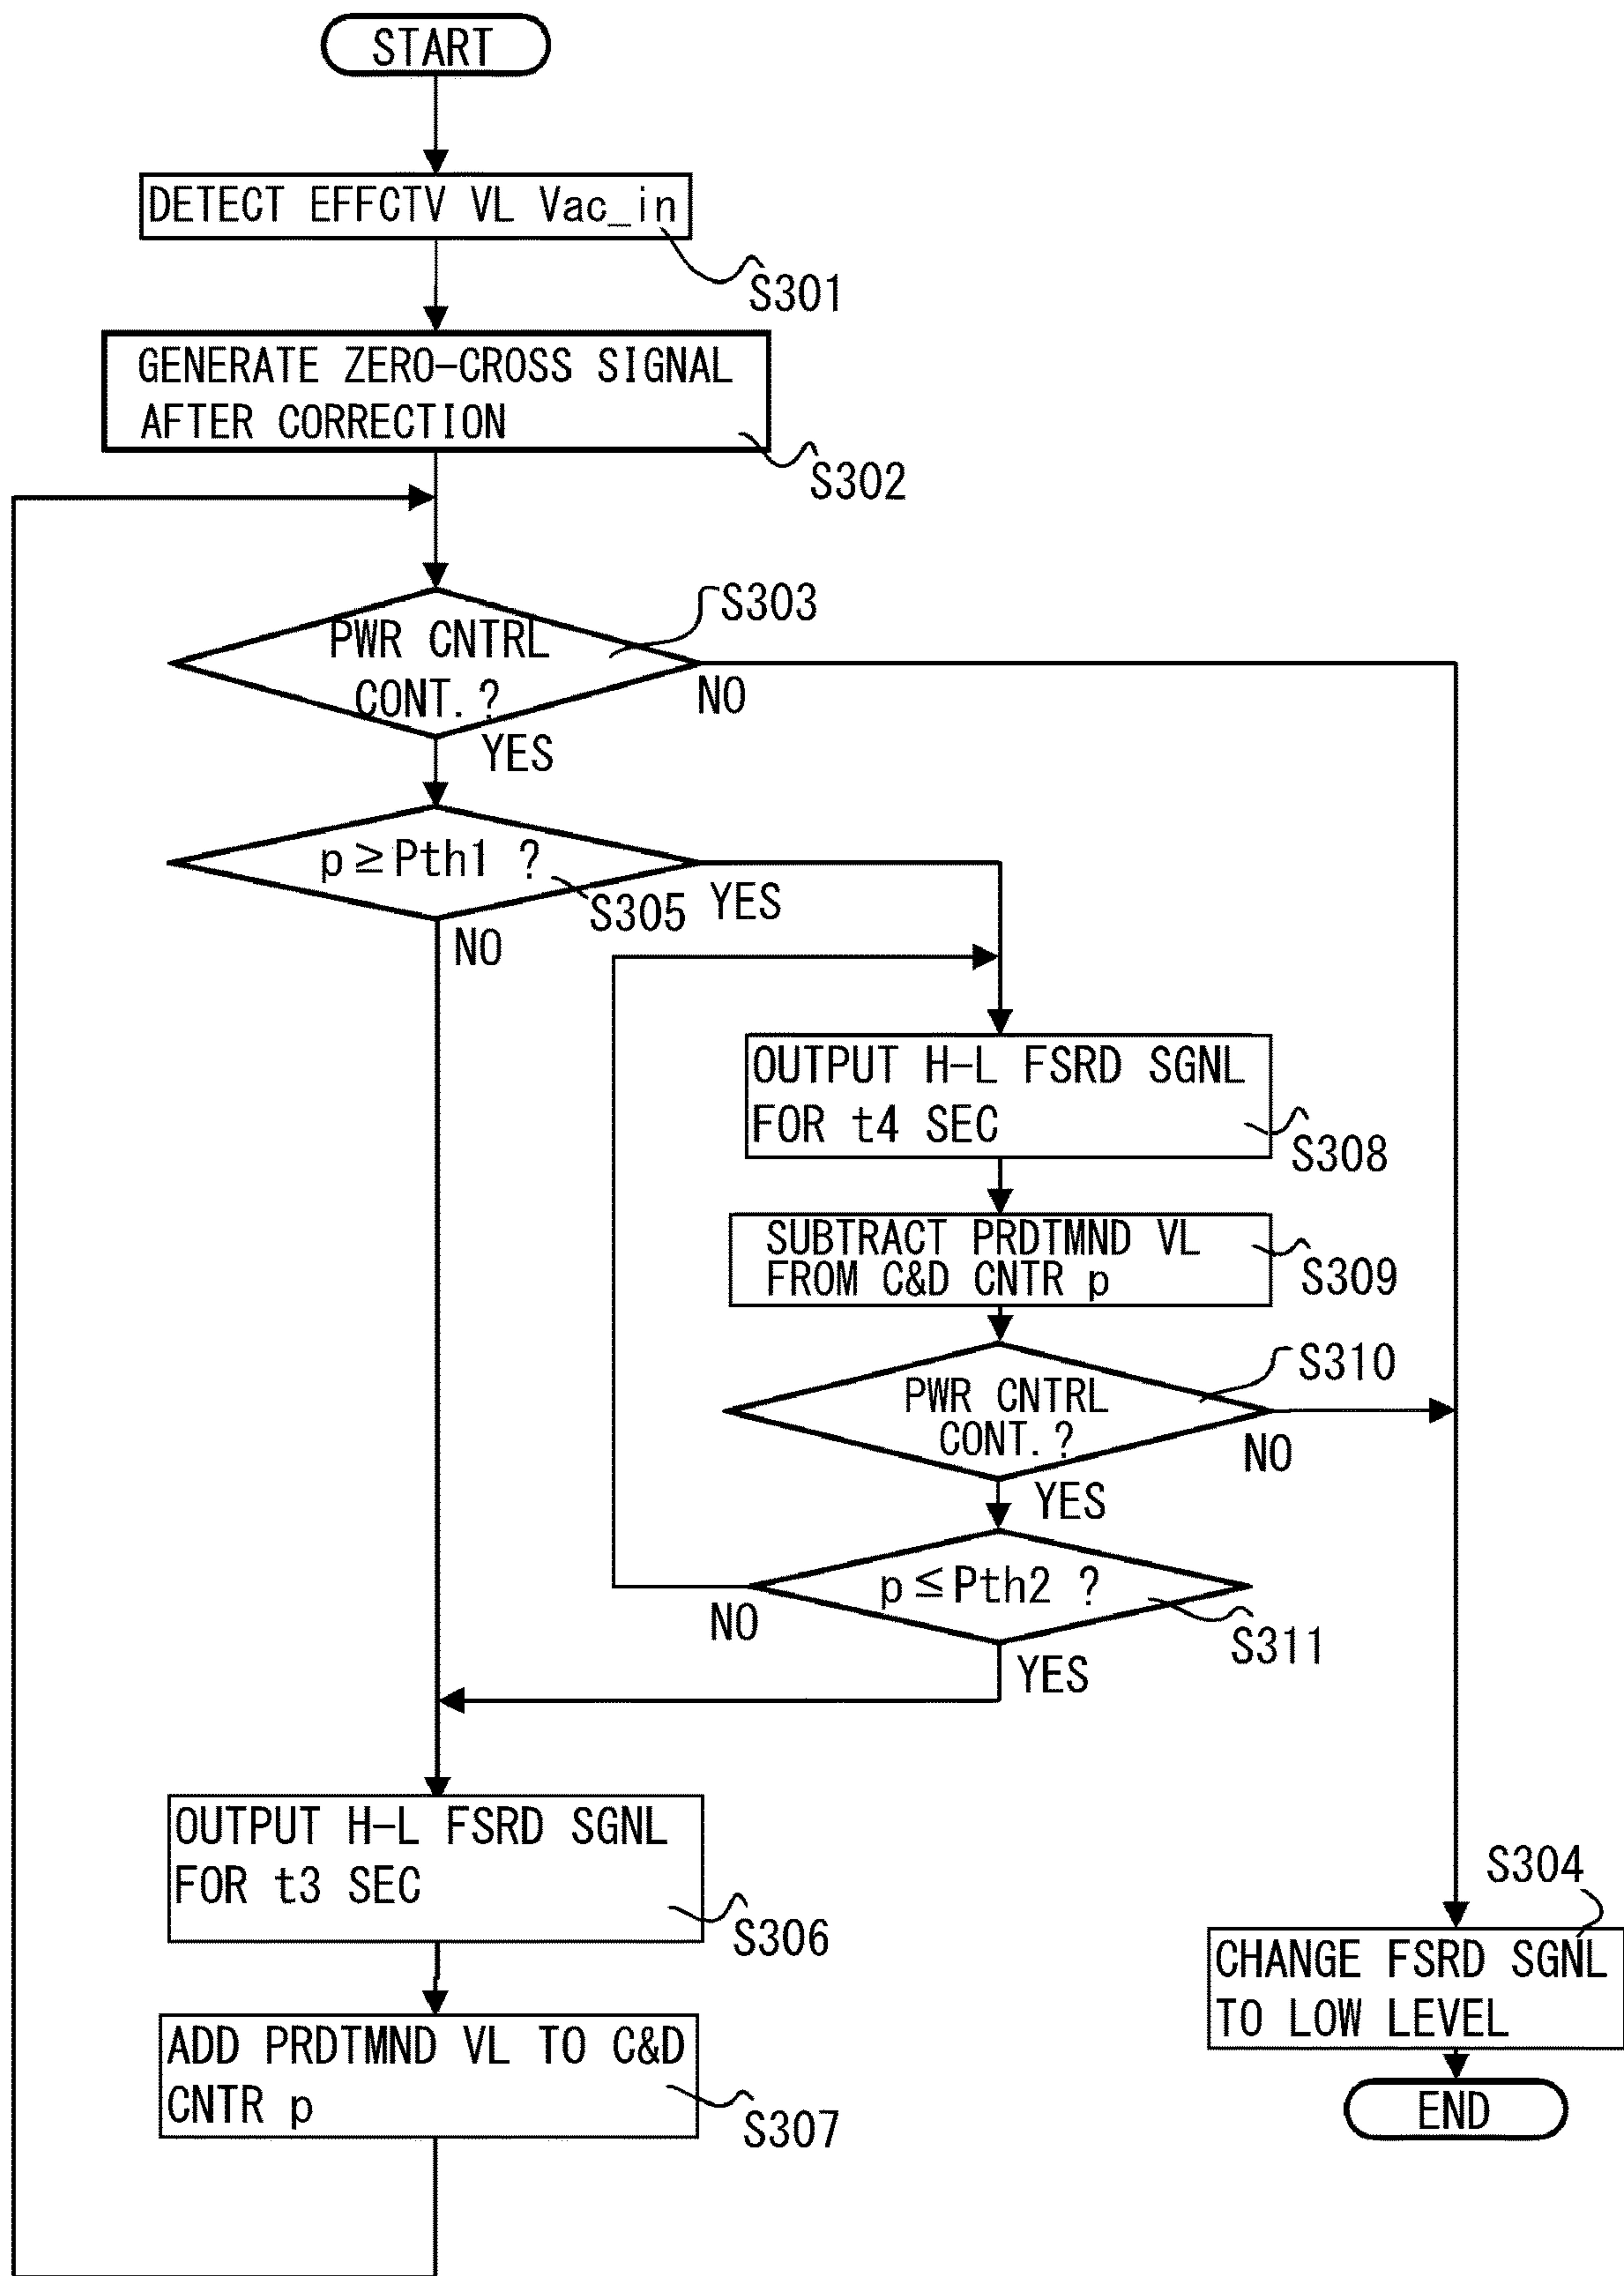 START
DETECT EFFCTV VL Vac_in
S301
GENERATE ZERO-CROSS SIGNAL
AFTER CORRECTION
S302
S303
PWR CNTRL
CONT.?
NO
YES
p≥Pth1 ?
S305
YES
NO
OUTPUT H-L FSRD SGNL
FOR t4 SEC
S308
SUBTRACT PRDTMND VL
FROM C&D CNTR p
S309
S310
PWR CNTRL
CONT.?
NO
YES
p≤Pth2 ?
NO
S311
YES
OUTPUT H-L FSRD SGNL
FOR t3 SEC
S306
S304
CHANGE FSRD SGNL
TO LOW LEVEL
ADD PRDTMND VL TO C&D
CNTR p
S307
END